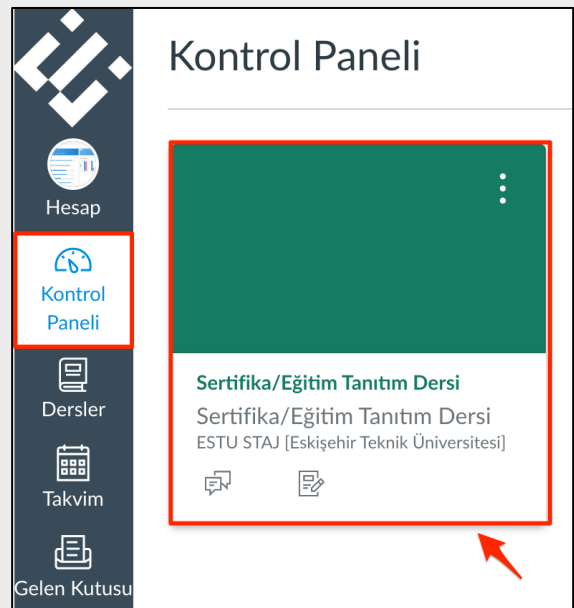 Kontrol Paneli
Hesap
Kontrol
Paneli
Dersler
Takvim
Gelen Kutusu
Sertifika/Eğitim Tanıtım Dersi
Sertifika/Eğitim Tanıtım Dersi
ESTU STAJ [Eskişehir Teknik Üniversitesi]